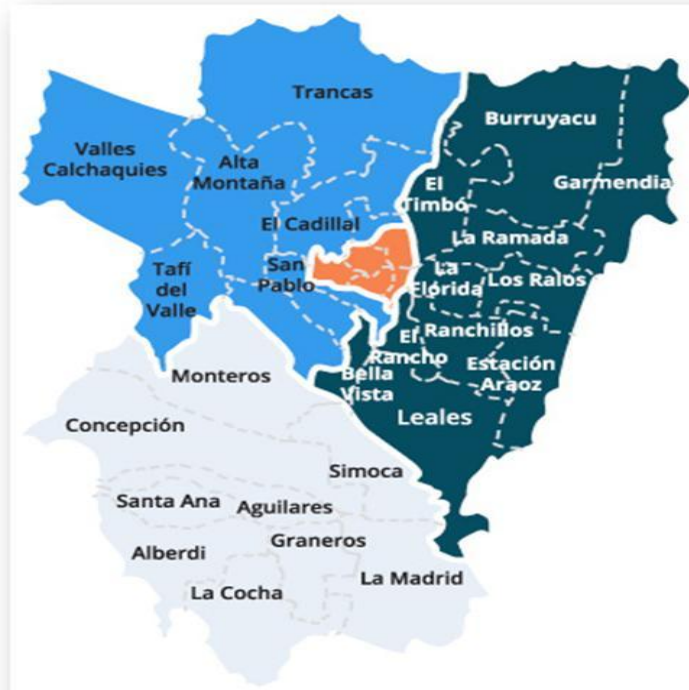 Trancas
Burruyacu
Valles
Calchaquies
Alta
Montaña
El
Timbó
Garmendia
El Cadillal
La Ramada
San
Pablo
Tafí
del
Valle
La
Florida
Los Ralos
El
Rancho
Ranchillos
Estación
Araoz
Bella
Vista
Leales
Monteros
Concepción
Simoca
Santa Ana
Aguilares
Graneros
Alberdi
La Madrid
La Cocha